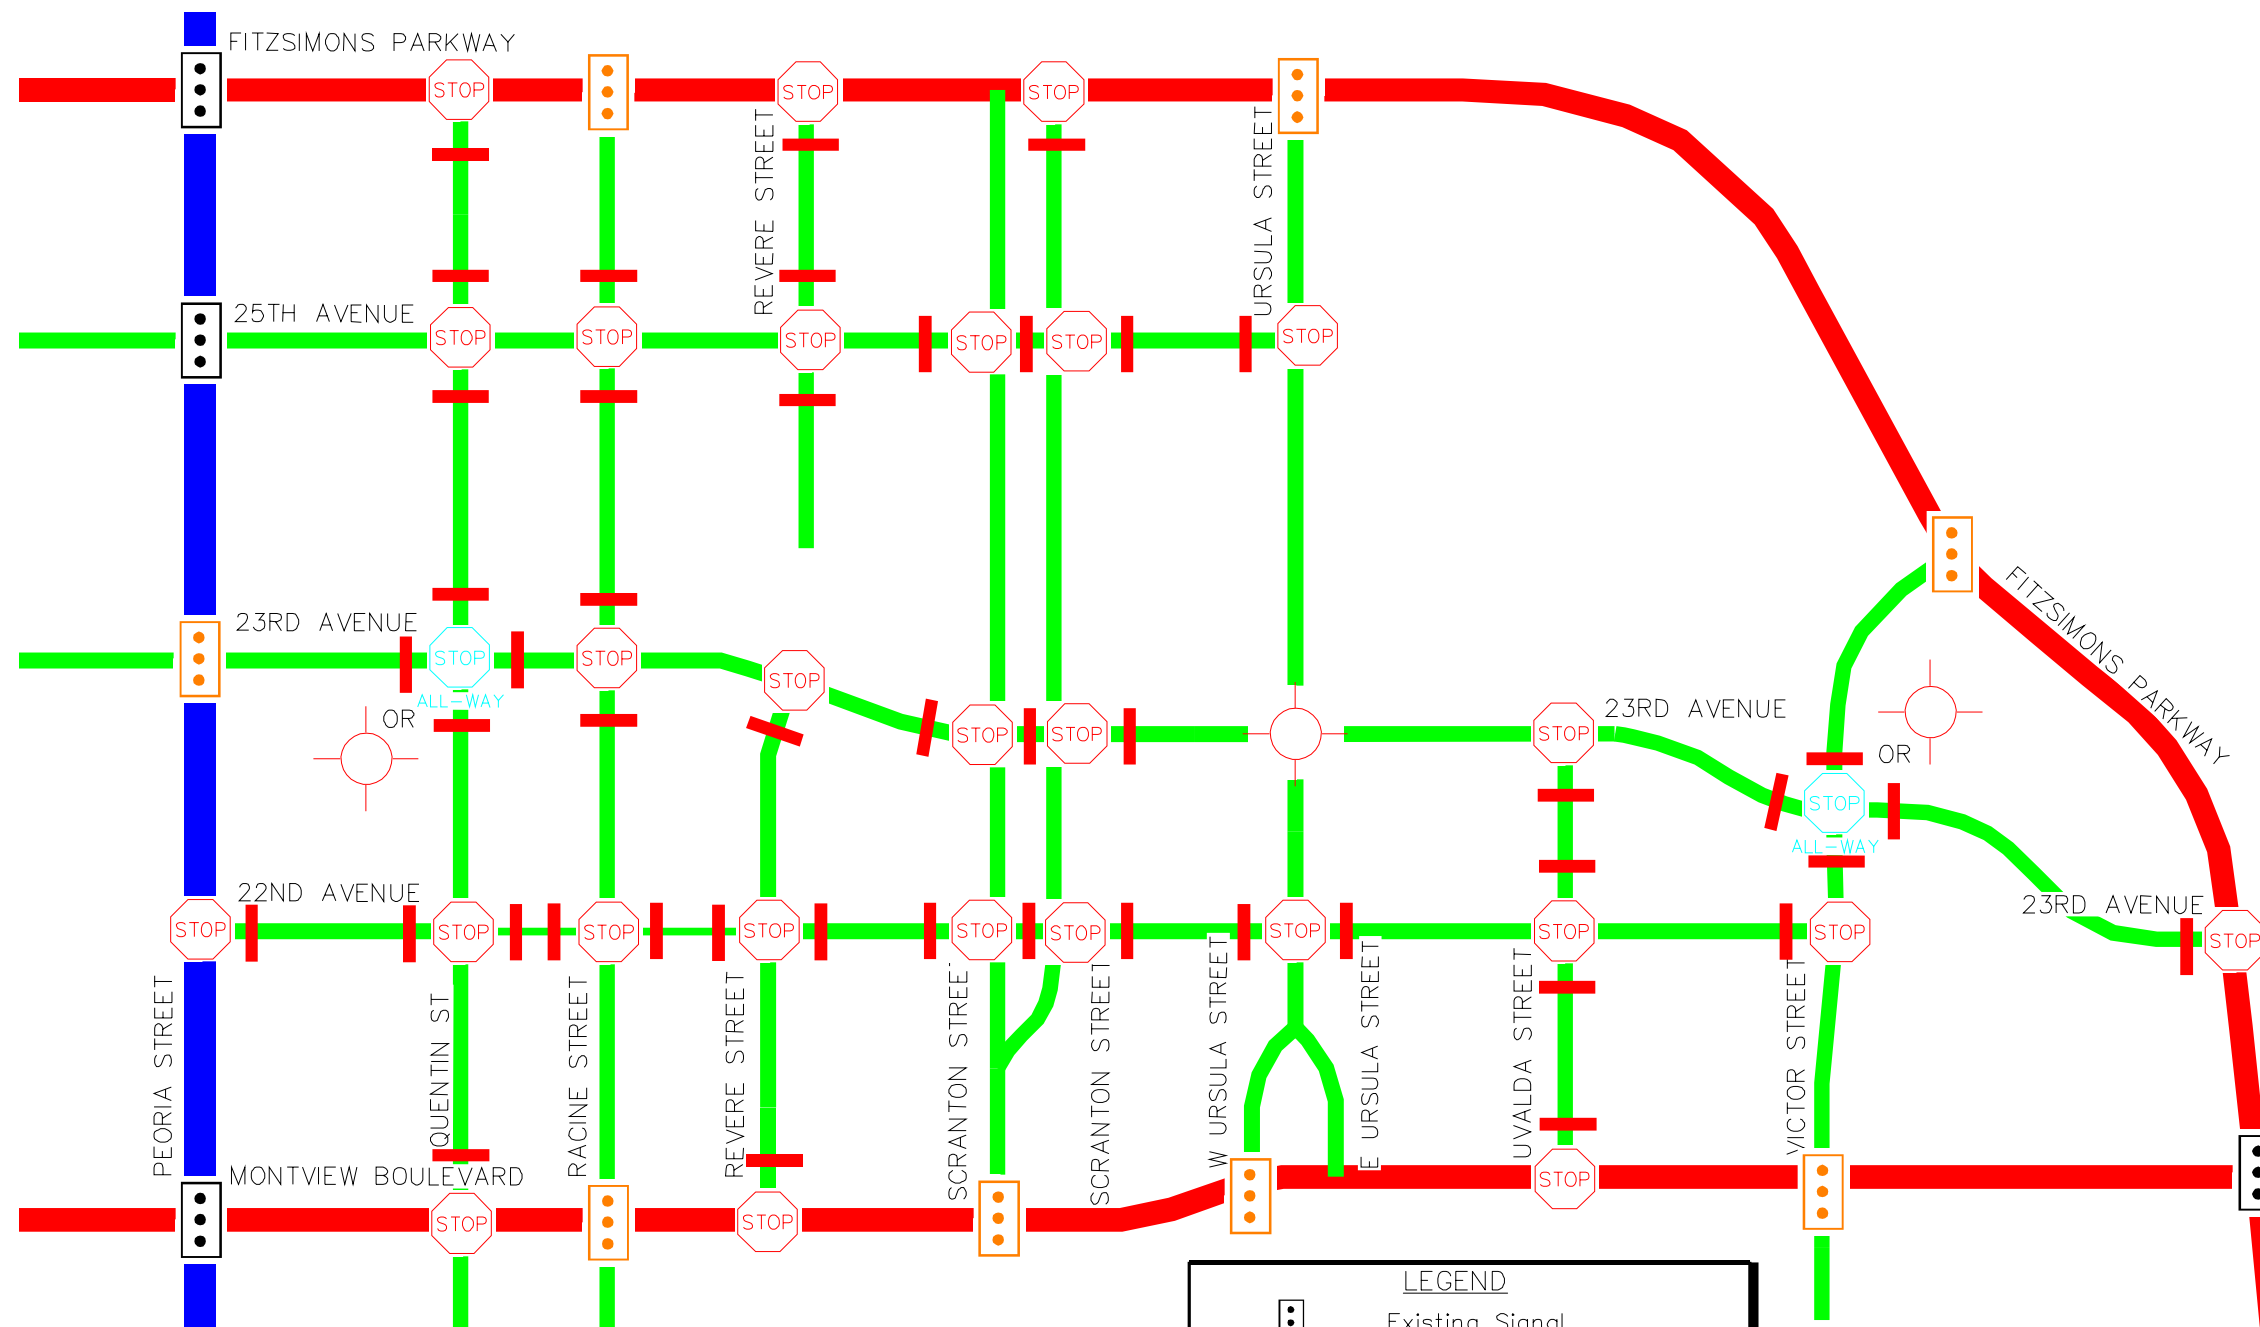 FITZSIMONS PARKWAY
STOP
STOP
STOP
REVERE STREET
URSULA STREET
25TH AVENUE
STOP
STOP
STOP
STOP
STOP
STOP
FITZSIMONS PARKWAY
23RD AVENUE
STOP
ALL-WAY
OR
STOP
STOP
STOP
STOP
STOP
23RD AVENUE
OR
STOP
ALL-WAY
22ND AVENUE
STOP
STOP
STOP
STOP
STOP
STOP
STOP
STOP
STOP
23RD AVENUE
STOP
PEORIA STREET
QUENTIN ST
RACINE STREET
REVERE STREET
SCRANTON STREE
SCRANTON STREET
W URSULA STREET
E URSULA STREET
UVALDA STREET
VICTOR STREET
MONTVIEW BOULEVARD
STOP
STOP
STOP
LEGEND
Existing Signal